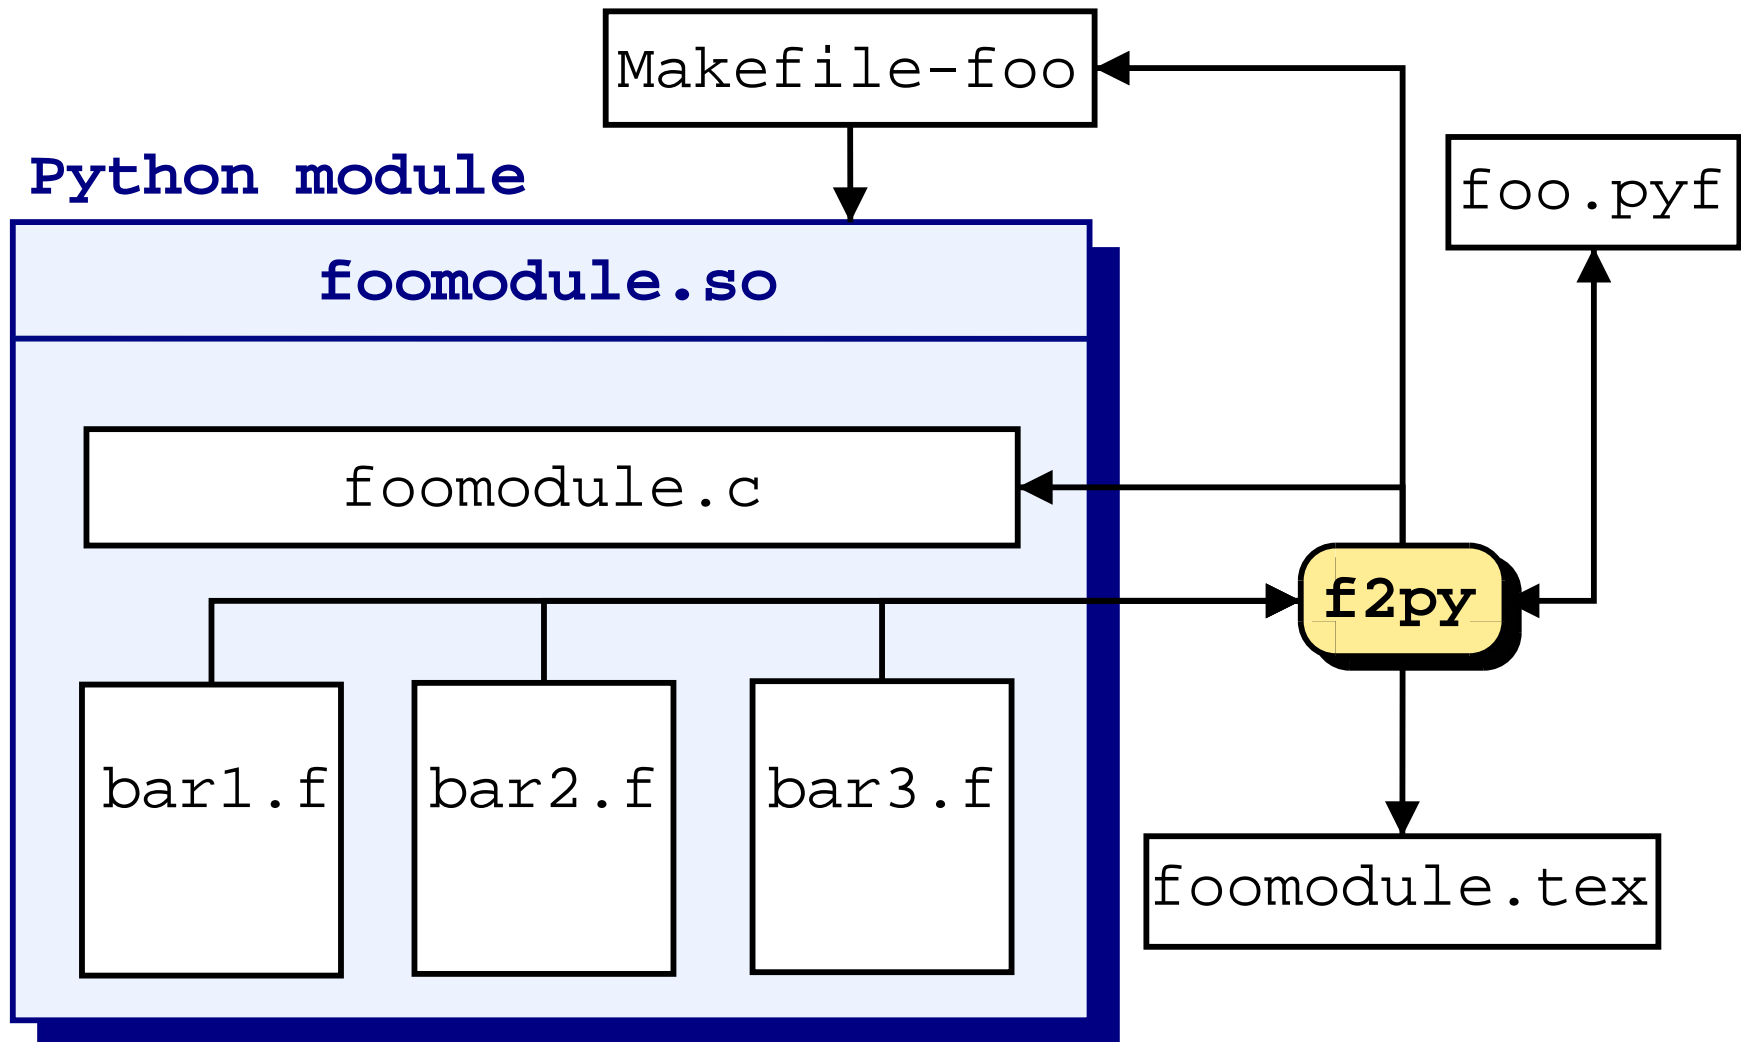 Makefile-foo
Python module
foo.pyf
foomodule.so
foomodule.c
f2py
bar1.f
bar2.f
bar3.f
foomodule.tex